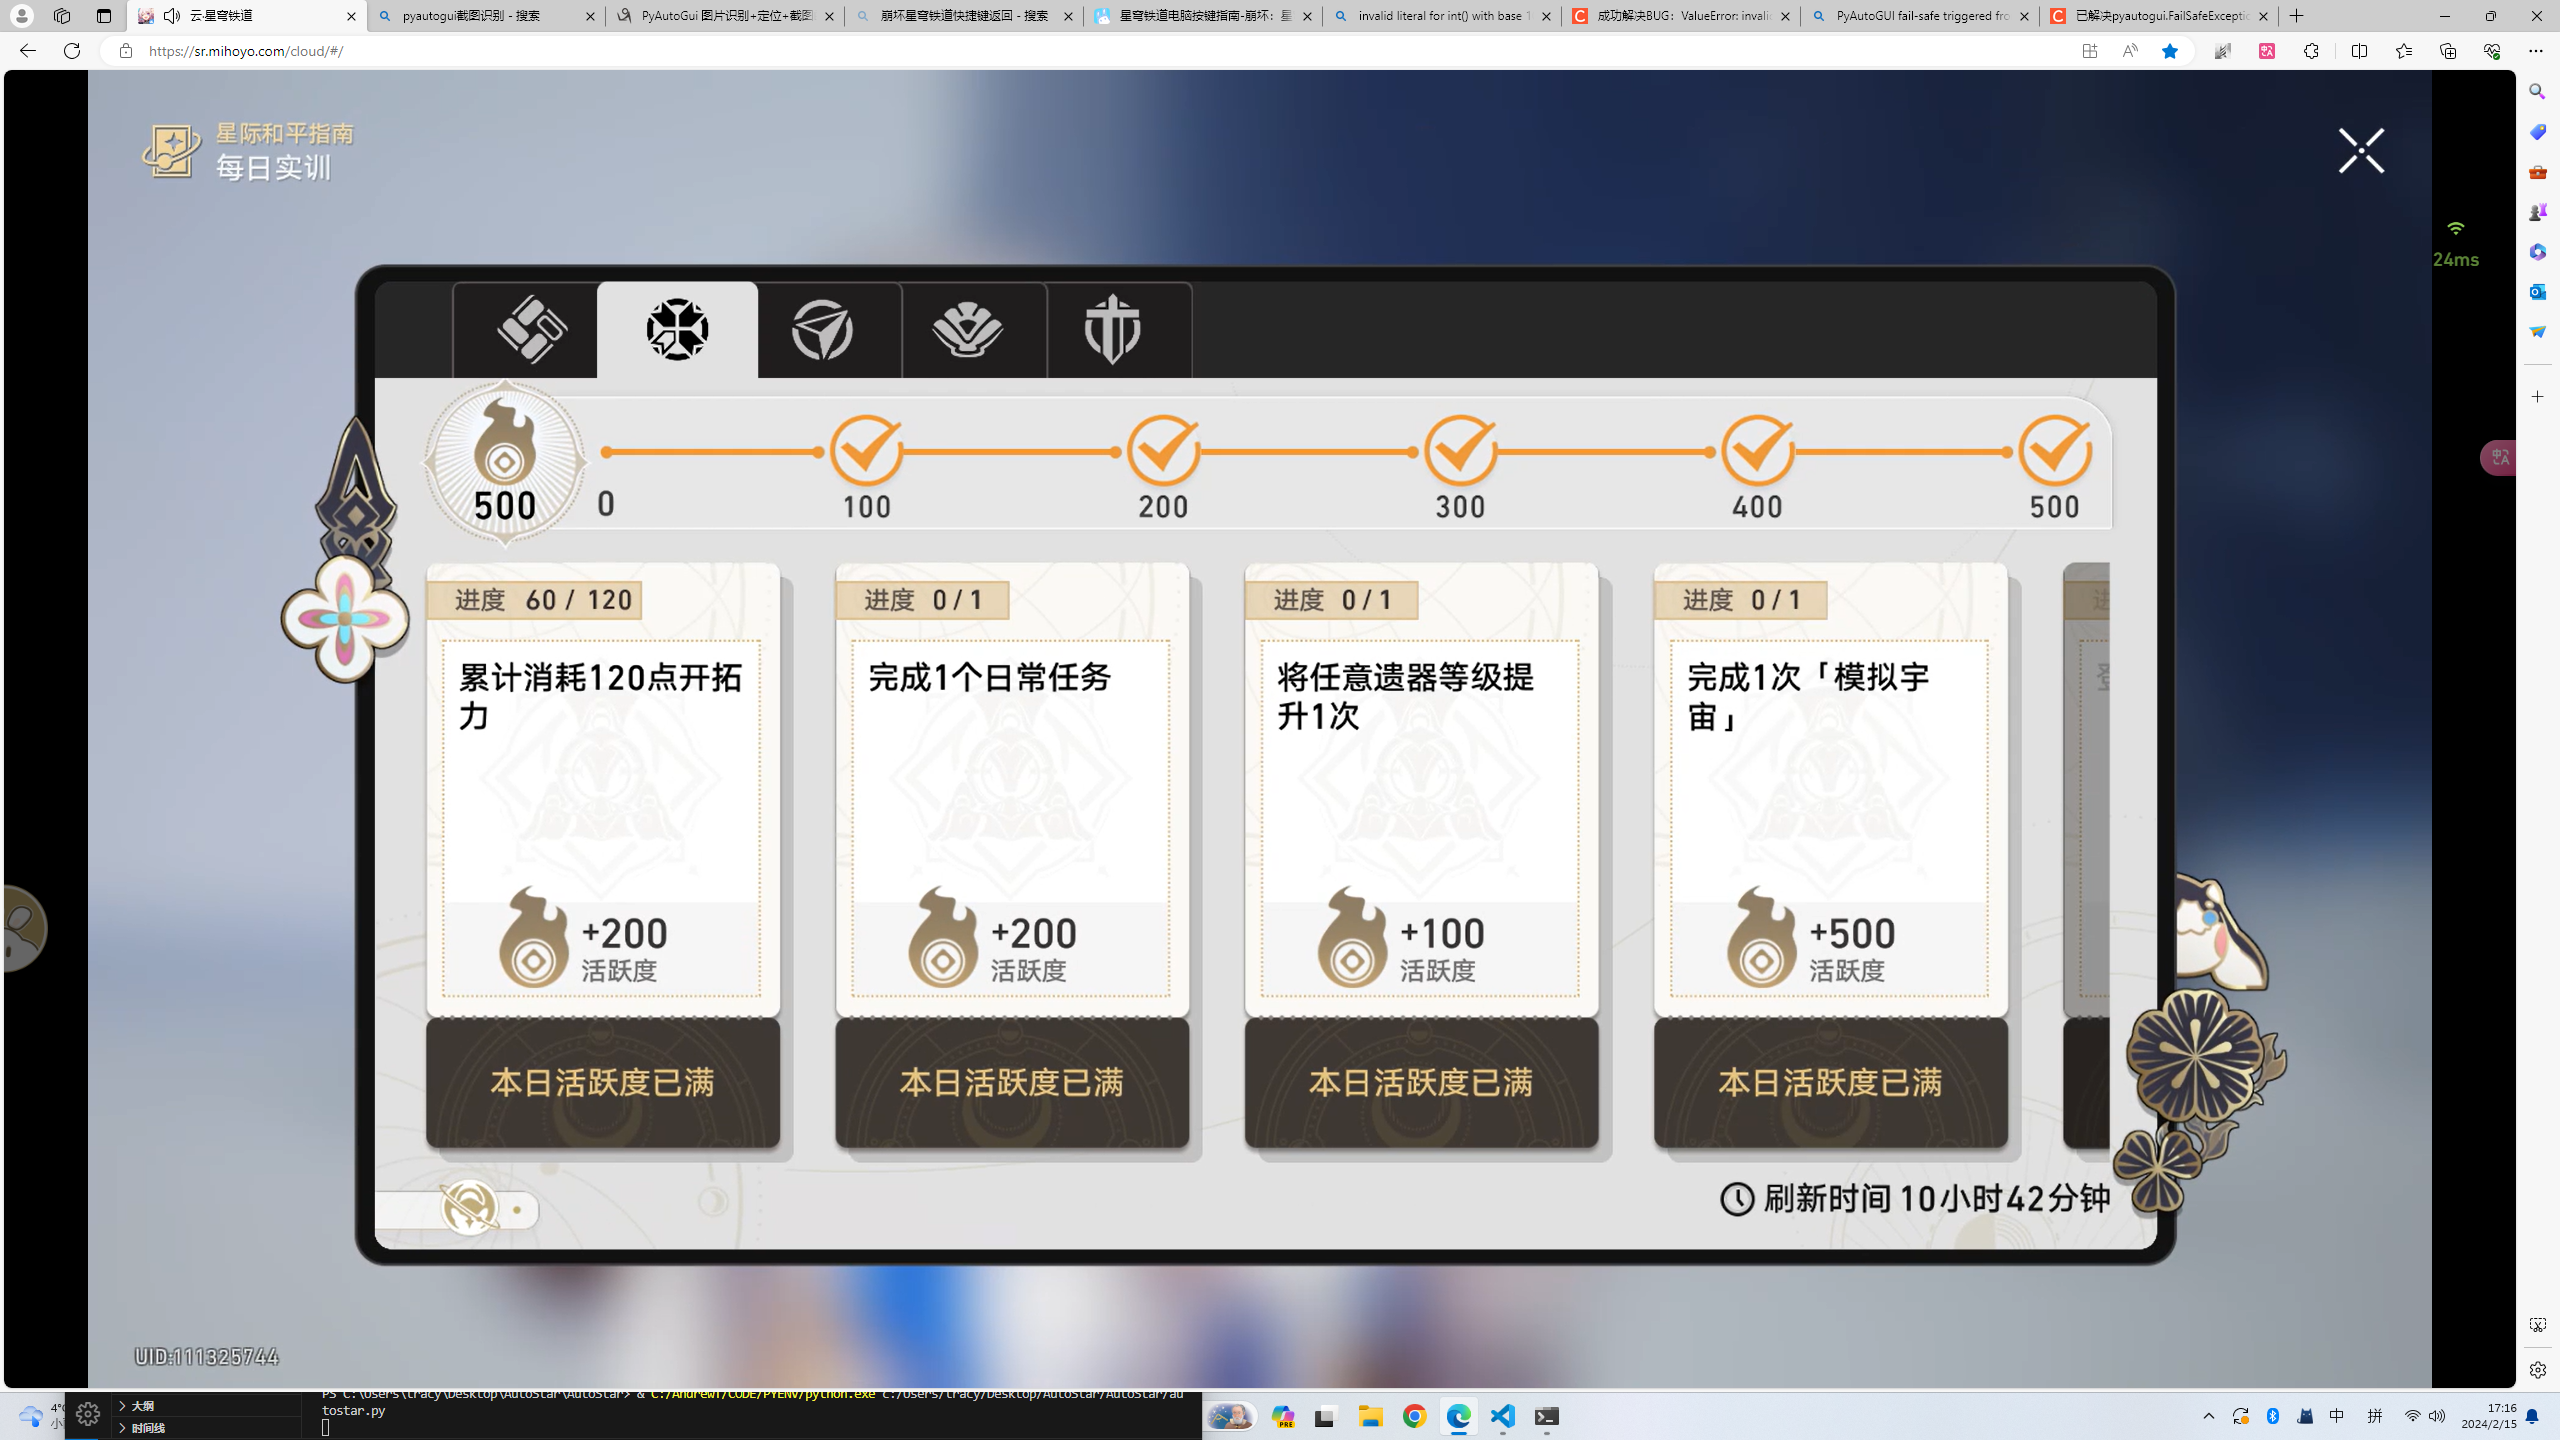 云·星穹铁道
pyautogui截图识别 - 搜索
PyAutoGui 图片识别+定位+截图
崩坏星穹铁道快捷键返回 - 搜索
星穹铁道电脑按键指南-崩坏：星
invalid literal for int() with base 1
成功解决BUG：ValueError: invali
PyAutoGUI fail-safe triggered fro
已解决pyautogui.FailSafeExceptic
https://sr.mihoyo.com/cloud/#/
星际和平指南
每日实训
24ms
500
0
100
200
300
400
500
进度 60 / 120
进度 0 / 1
进度 0 / 1
进度 0 / 1
累计消耗120点开拓
力
完成1个日常任务
将任意遗器等级提
升1次
完成1次「模拟宇
宙」
+200
活跃度
+200
活跃度
+100
活跃度
+500
活跃度
本日活跃度已满
本日活跃度已满
本日活跃度已满
本日活跃度已满
刷新时间 10小时42分钟
UID:111325744
PS C:\Users\tracy\Desktop\AutoStar\AutoStar> & C:/AndrewT/CODE/PYENV/python.exe c:/Users/tracy/Desktop/AutoStar/AutoStar/au
tostar.py
大纲
时间线
4°
中
拼
17:16
2024/2/15